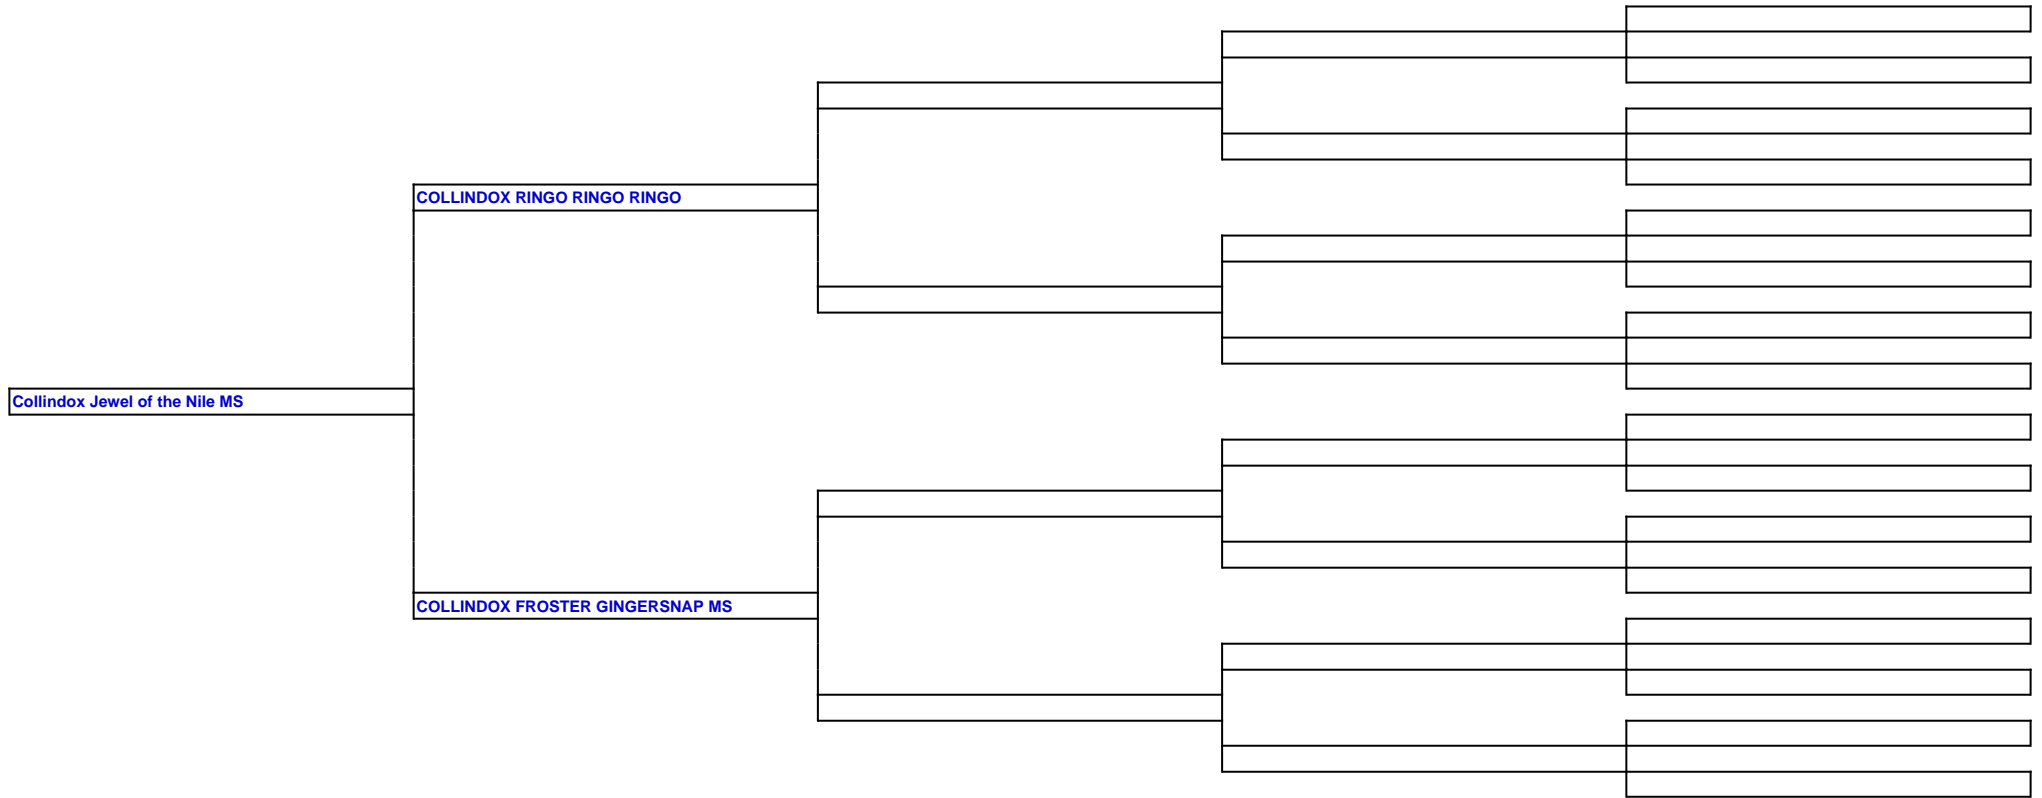 COLLINDOX RINGO RINGO RINGO
Collindox Jewel of the Nile MS
COLLINDOX FROSTER GINGERSNAP MS